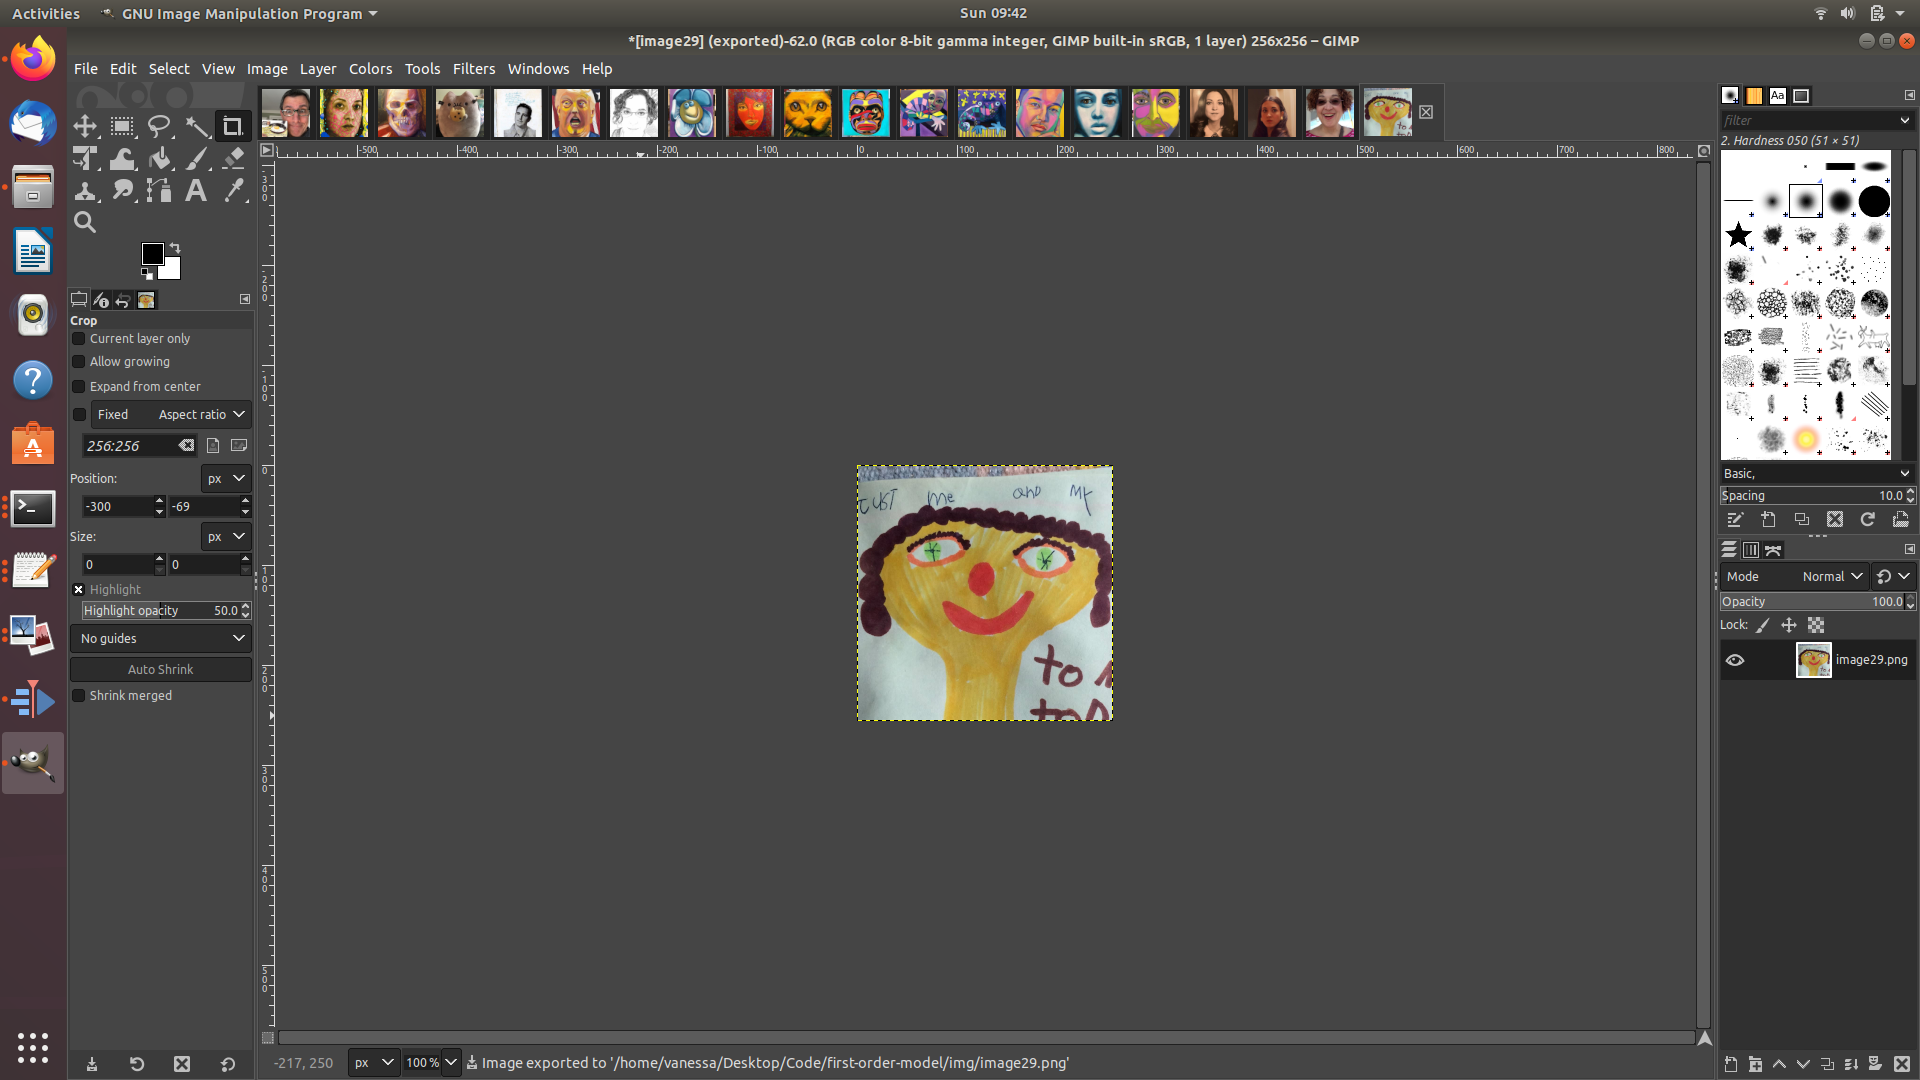 Activities GNU Image Manipulation Program Sun 09:42
*[image29] (exported)-62.0 (RGB color 8-bit gamma integer, GIMP built-in sRGB, 1 layer) 256x256 – GIMP
File Edit Select View Image Layer Colors Tools Filters Windows Help
filter
2. Hardness 050 (51 × 51)
-500 -400 -300 -200 -100 0 100 200 300 400 500 600 700 800
Crop
Current layer only
Allow growing
Expand from center
Fixed Aspect ratio
256:256
Position: px
-300 -69
Size: px
0 0
Highlight
Highlight opacity 50.0
No guides
Auto Shrink
Shrink merged
me and my
to
Basic,
Spacing 10.0
Mode Normal
Opacity 100.0
Lock:
image29.png
-217, 250 px 100 % Image exported to '/home/vanessa/Desktop/Code/first-order-model/img/image29.png'